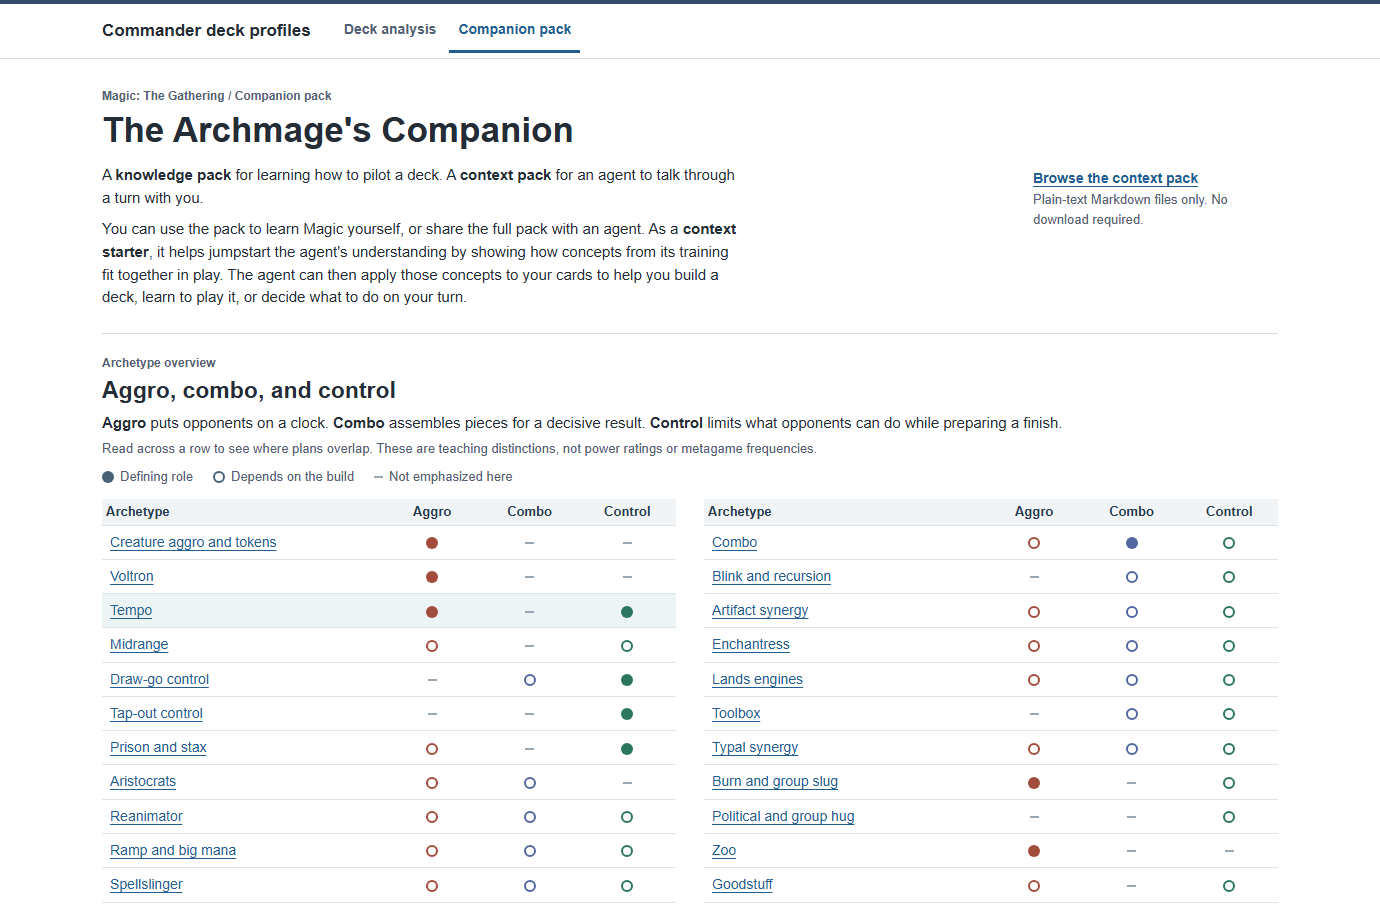 Commander deck profiles
Deck analysis
Companion pack
Magic: The Gathering / Companion pack
The Archmage's Companion
A knowledge pack for learning how to pilot a deck. A context pack for an agent to talk through
a turn with you.
You can use the pack to learn Magic yourself, or share the full pack with an agent. As a context
starter, it helps jumpstart the agent's understanding by showing how concepts from its training
fit together in play. The agent can then apply those concepts to your cards to help you build a
deck, learn to play it, or decide what to do on your turn.
Browse the context pack
Plain-text Markdown files only. No
download required.
Archetype overview
Aggro, combo, and control
Aggro puts opponents on a clock. Combo assembles pieces for a decisive result. Control limits what opponents can do while preparing a finish.
Read across a row to see where plans overlap. These are teaching distinctions, not power ratings or metagame frequencies.
Defining role
Depends on the build
– Not emphasized here
Archetype Aggro Combo Control
Creature aggro and tokens – –
Voltron – –
Tempo –
Midrange –
Draw-go control –
Tap-out control – –
Prison and stax –
Aristocrats –
Reanimator
Ramp and big mana
Spellslinger
Archetype Aggro Combo Control
Combo
Blink and recursion –
Artifact synergy
Enchantress
Lands engines
Toolbox –
Typal synergy
Burn and group slug –
Political and group hug – –
Zoo – –
Goodstuff –